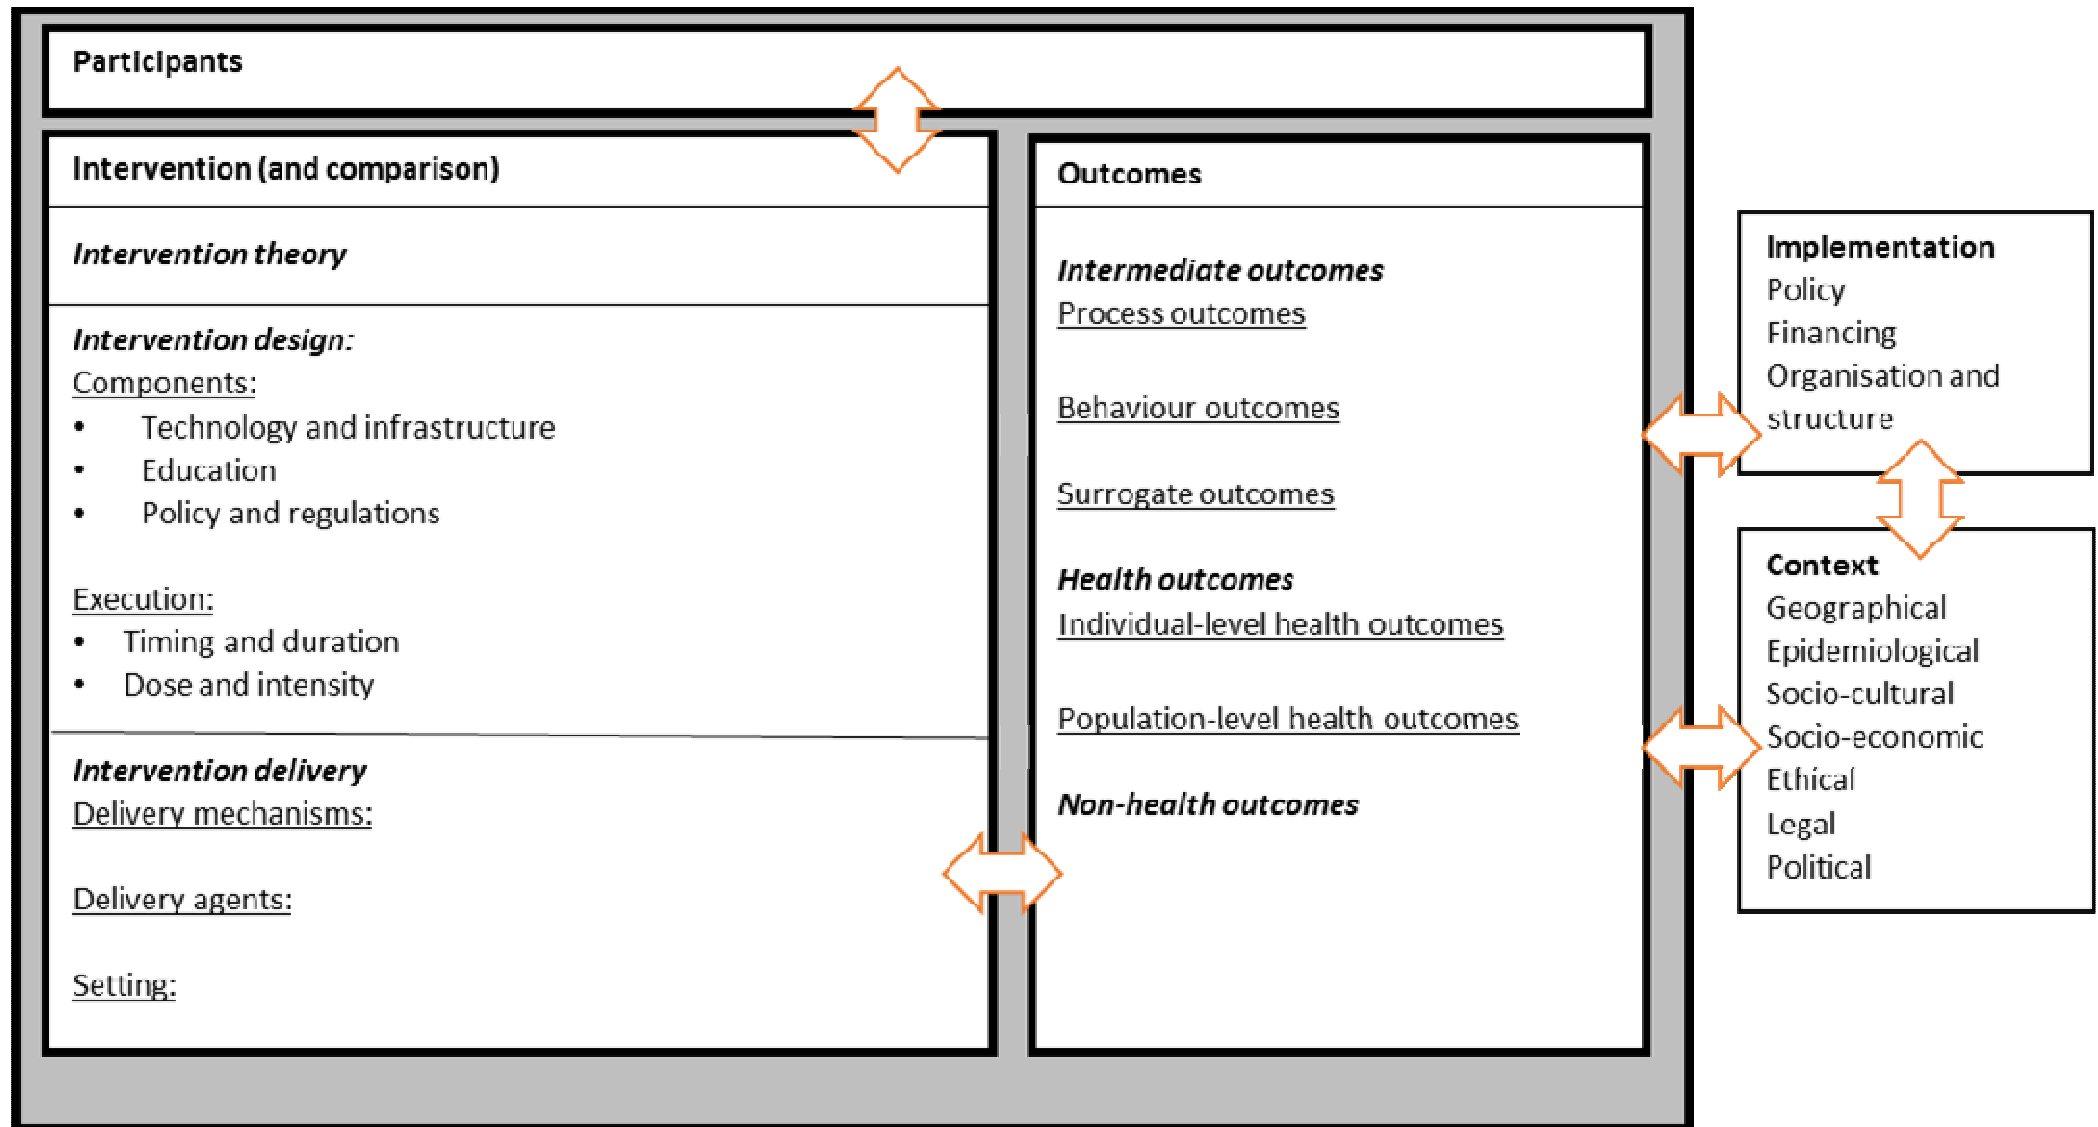 Participants
Intervention (and comparison)
Intervention theory
Intervention design:
Components:
• Technology and infrastructure
• Education
• Policy and regulations
Execution:
• Timing and duration
• Dose and intensity
Intervention delivery
Delivery mechanisms:
Delivery agents:
Setting:
Outcomes
Intermediate outcomes
Process outcomes
Behaviour outcomes
Surrogate outcomes
Health outcomes
Individual-level health outcomes
Population-level health outcomes
Non-health outcomes
Implementation
Policy
Financing
Organisation and
structure
Context
Geographical
Epidemiological
Socio-cultural
Socio-economic
Ethical
Legal
Political